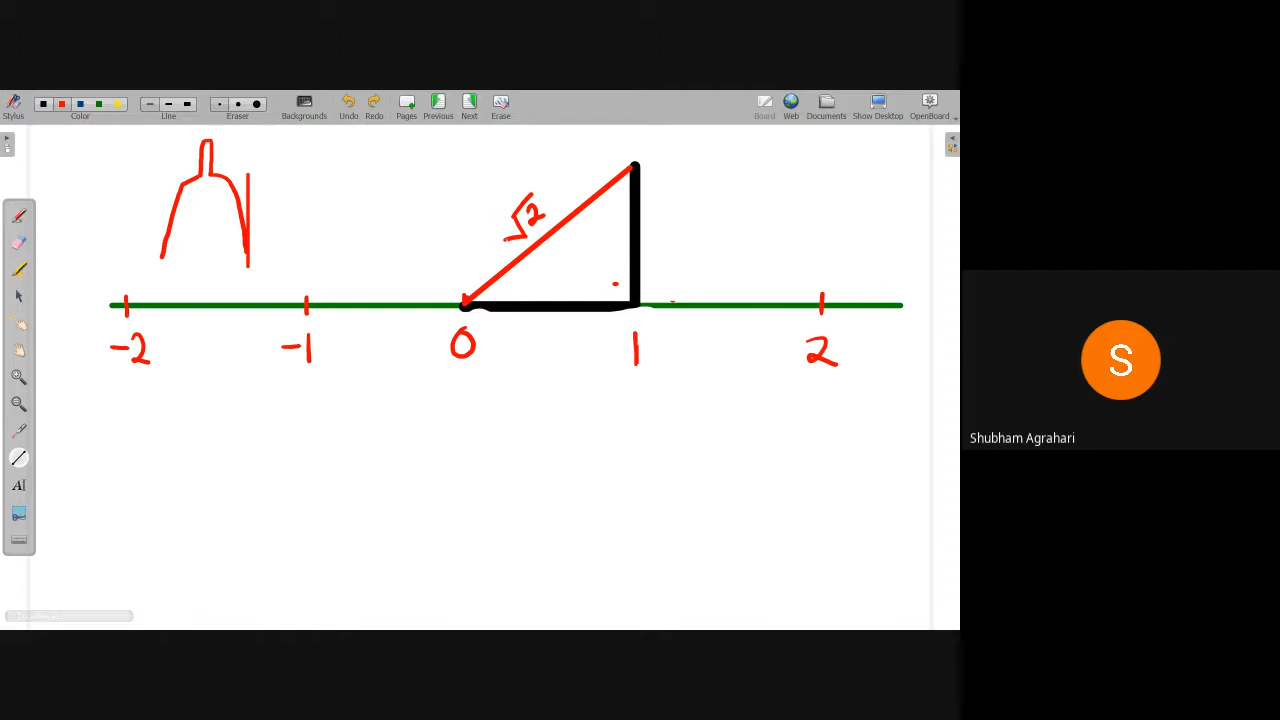 Stylus
Color
Line
Eraser
Backgrounds
Undo
Redo
Pages
Previous
Next
Erase
Board
Web
Documents
Show Desktop
OpenBoard
√2
-2 -1 0 1 2
AI
S
Shubham Agrahari